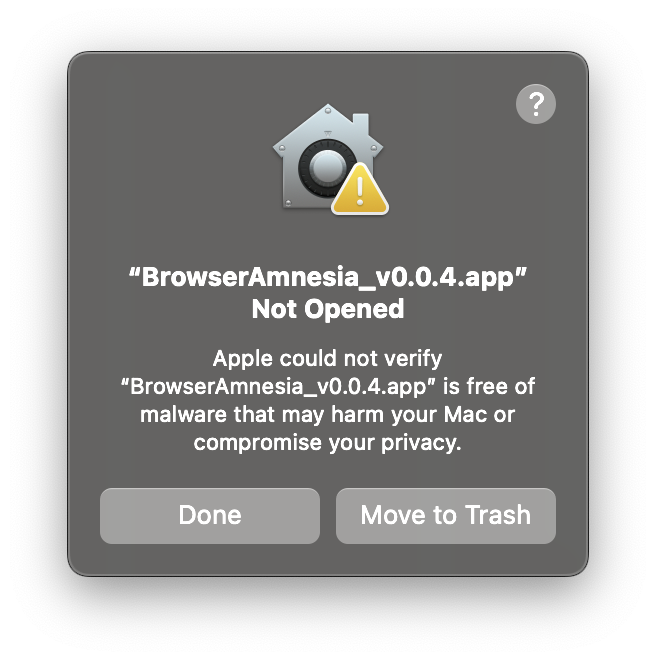 ?
“BrowserAmnesia_v0.0.4.app”
Not Opened
Apple could not verify
“BrowserAmnesia_v0.0.4.app” is free of
malware that may harm your Mac or
compromise your privacy.
Done
Move to Trash